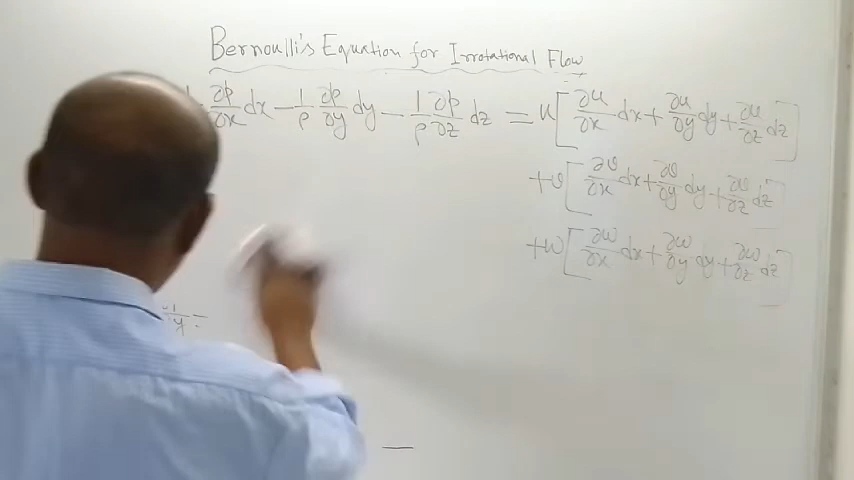 Bernoulli's Equation for Irrotational Flow
∂p/∂x dx − 1/ρ ∂p/∂y dy − 1/ρ ∂p/∂z dz = u[∂u/∂x dx + ∂u/∂y dy + ∂u/∂z dz]
+v[∂v/∂x dx + ∂v/∂y dy + ∂v/∂z dz]
+w[∂w/∂x dx + ∂w/∂y dy + ∂w/∂z dz]